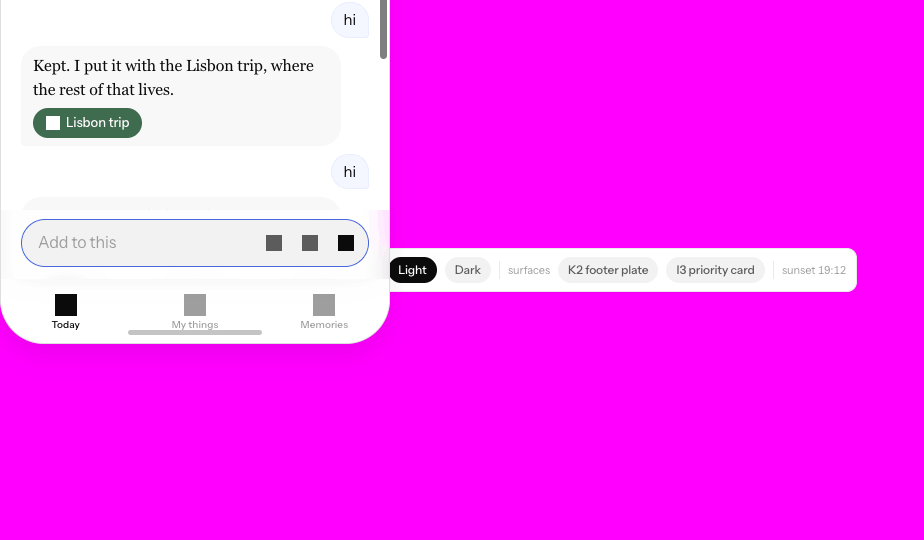 hi
Kept. I put it with the Lisbon trip, where
the rest of that lives.
Lisbon trip
hi
Add to this
Light
Dark
surfaces
K2 footer plate
I3 priority card
sunset 19:12
Today
My things
Memories